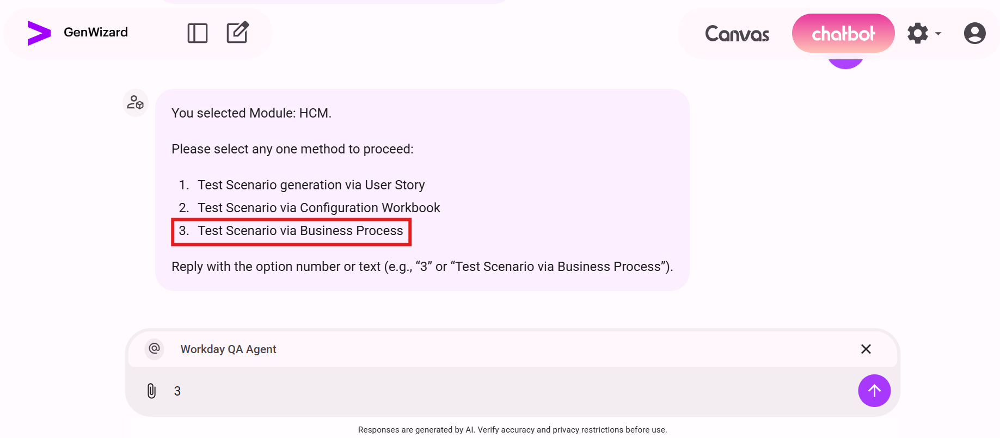 GenWizard
Canvas
chatbot
You selected Module: HCM.
Please select any one method to proceed:
1. Test Scenario generation via User Story
2. Test Scenario via Configuration Workbook
3. Test Scenario via Business Process
Reply with the option number or text (e.g., “3” or “Test Scenario via Business Process”).
@ Workday QA Agent
3
Responses are generated by AI. Verify accuracy and privacy restrictions before use.